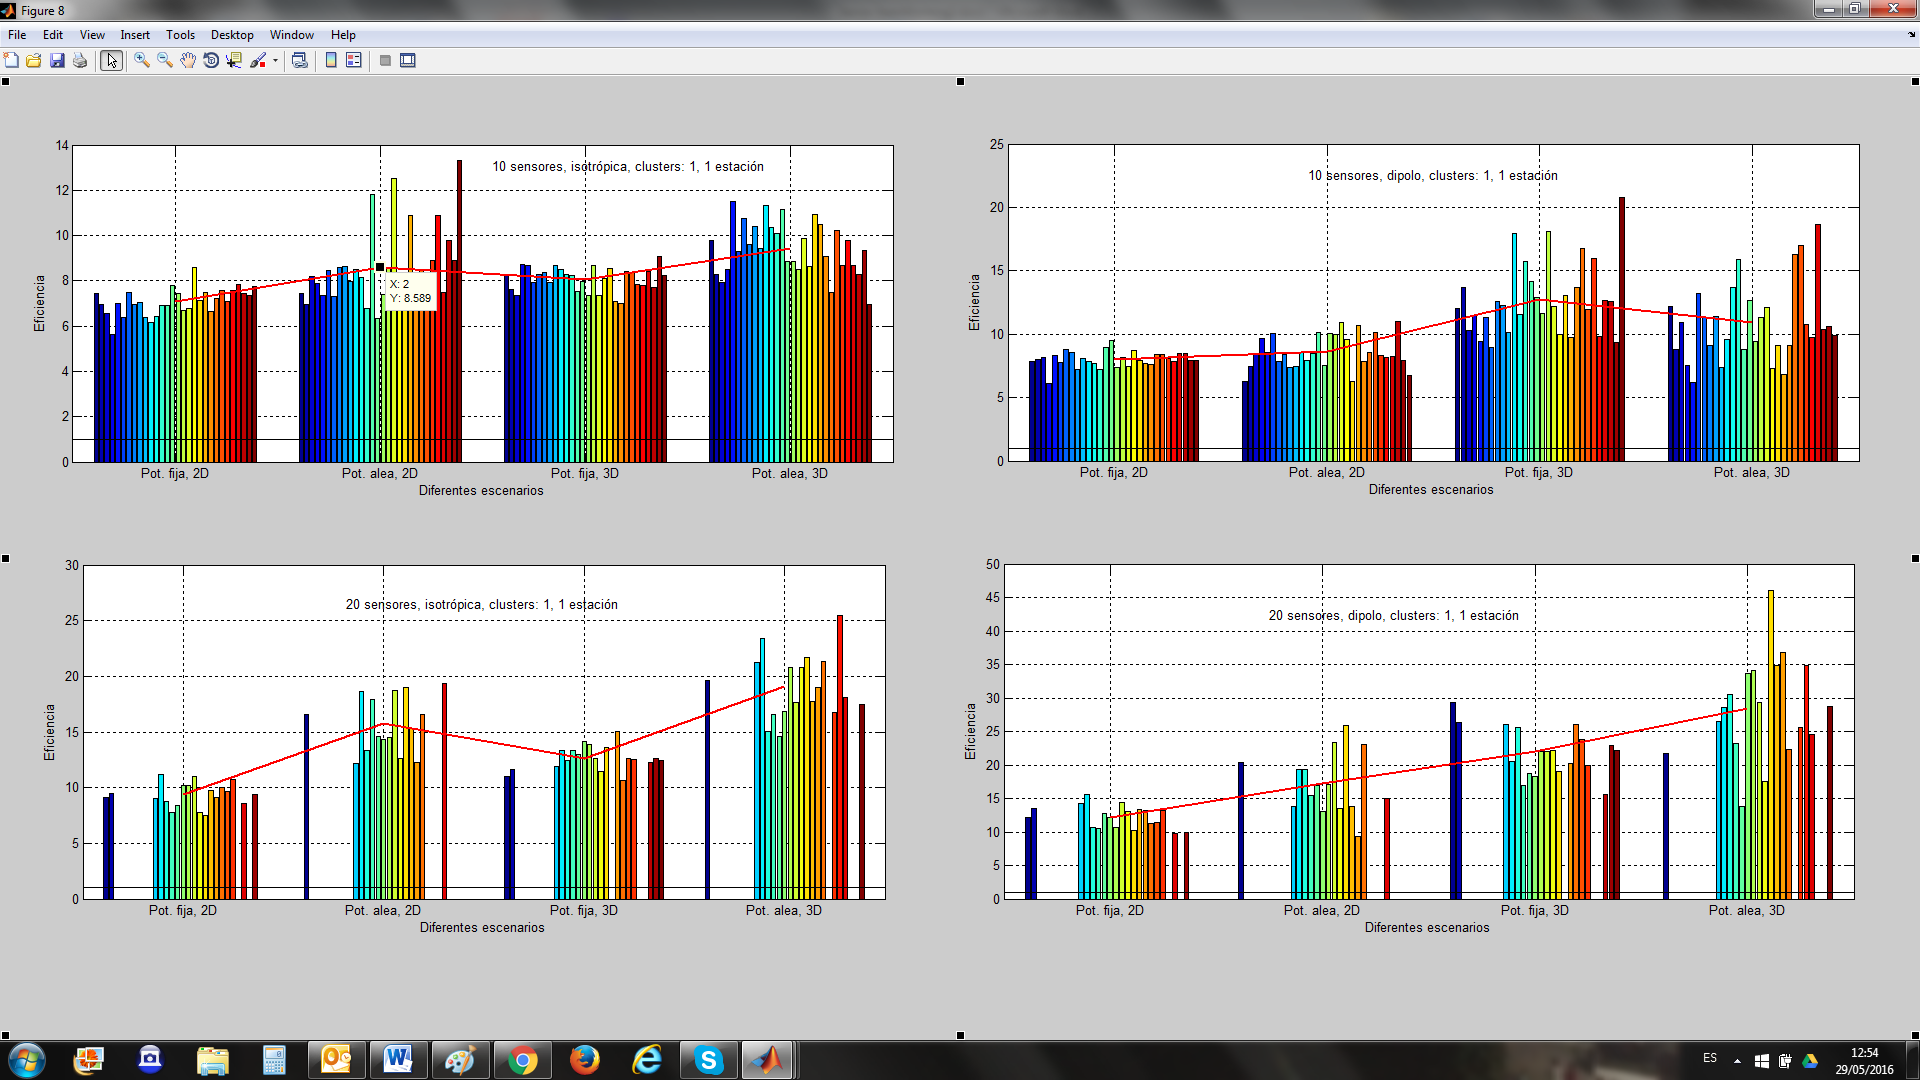 Figure 8
File Edit View Insert Tools Desktop Window Help
10 sensores, isotrópica, clusters: 1, 1 estación
14
12
10
8
6
4
2
0
Eficiencia
X: 2
Y: 8.589
Pot. fija, 2D Pot. alea, 2D Pot. fija, 3D Pot. alea, 3D
Diferentes escenarios
10 sensores, dipolo, clusters: 1, 1 estación
25
20
15
10
5
0
Eficiencia
Pot. fija, 2D Pot. alea, 2D Pot. fija, 3D Pot. alea, 3D
Diferentes escenarios
20 sensores, isotrópica, clusters: 1, 1 estación
30
25
20
15
10
5
0
Eficiencia
Pot. fija, 2D Pot. alea, 2D Pot. fija, 3D Pot. alea, 3D
Diferentes escenarios
20 sensores, dipolo, clusters: 1, 1 estación
50
45
40
35
30
25
20
15
10
5
0
Eficiencia
Pot. fija, 2D Pot. alea, 2D Pot. fija, 3D Pot. alea, 3D
Diferentes escenarios
ES
12:54
29/05/2016